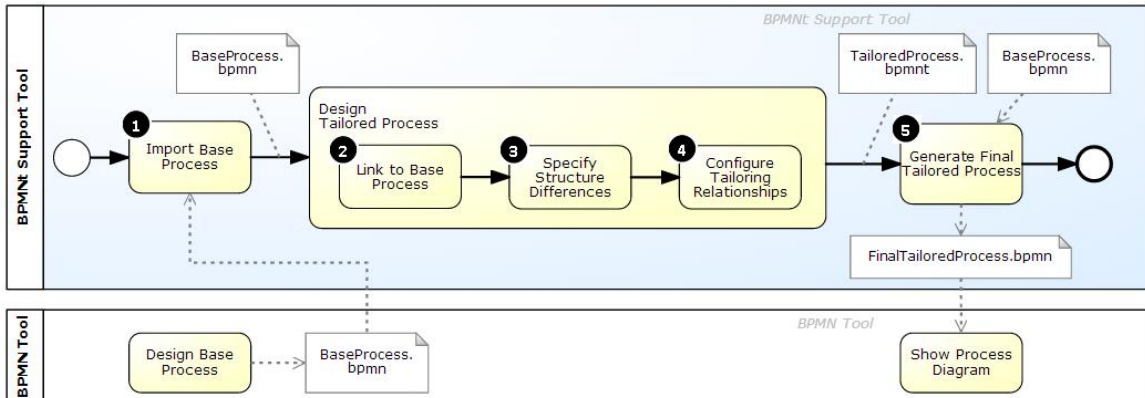 BPMNt Support Tool
BPMNt Support Tool
BaseProcess.
bpmn
TailoredProcess.
bpmnt
BaseProcess.
bpmn
Design
Tailored Process
1
Import Base
Process
2
Link to Base
Process
3
Specify
Structure
Differences
4
Configure
Tailoring
Relationships
5
Generate Final
Tailored Process
FinalTailoredProcess.bpmn
BPMN Tool
BPMN Tool
Design Base
Process
BaseProcess.
bpmn
Show Process
Diagram